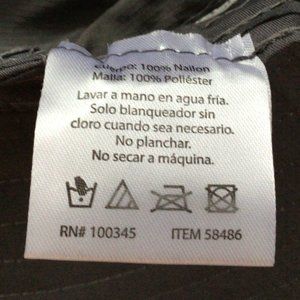 Cuerpo: 100% Nailon
Malla: 100% Poliéster
Lavar a mano en agua fría.
Solo blanqueador sin
cloro cuando sea necesario.
No planchar.
No secar a máquina.
RN# 100345 ITEM 58486